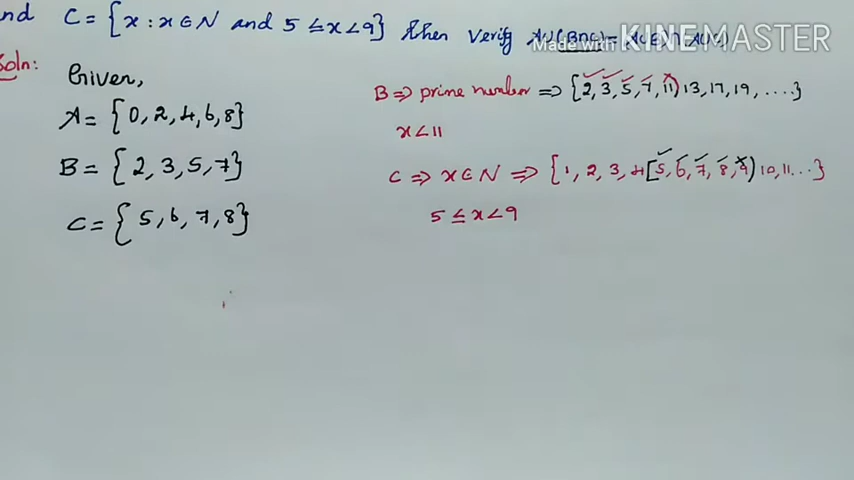 nd C = {x : x ∈ N and 5 ≤ x < 9} then verify AU(B∩C) =
Made with KINEMASTER
Soln:
Given,
A = {0, 2, 4, 6, 8}
B = {2, 3, 5, 7}
C = {5, 6, 7, 8}
B ⇒ prime number ⇒ {2, 3, 5, 7, 11) 13, 17, 19, ....}
x < 11
C ⇒ x ∈ N ⇒ {1, 2, 3, 4 [5, 6, 7, 8, 9) 10, 11...}
5 ≤ x < 9